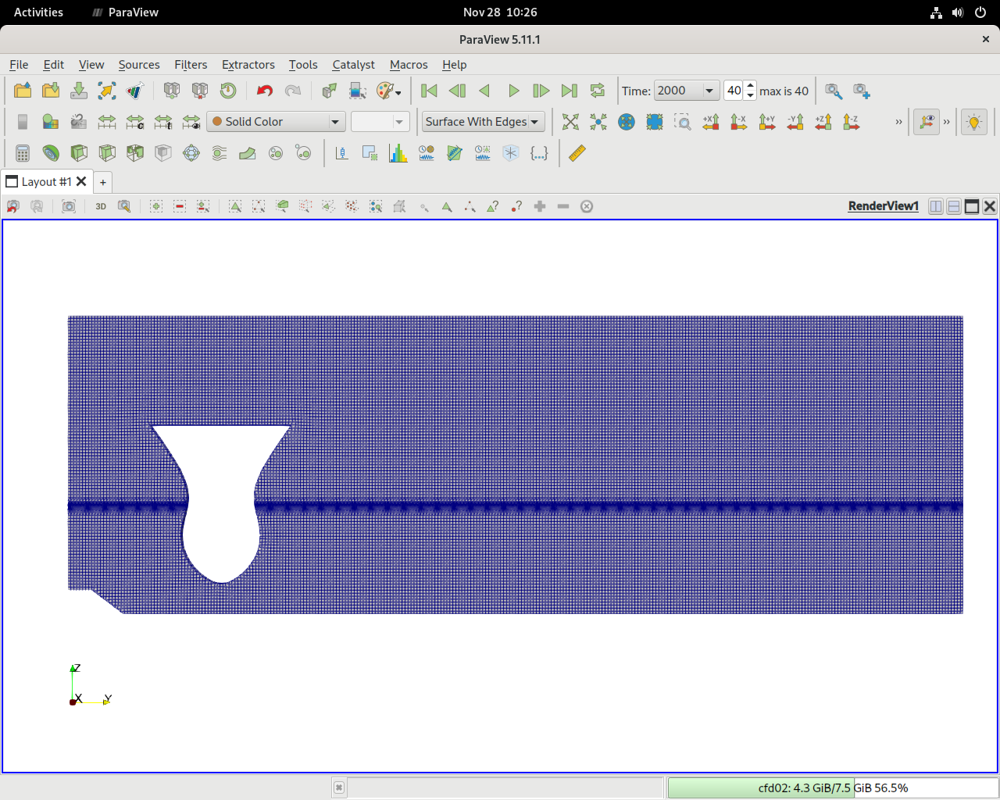 Activities ParaView Nov 28 10:26
ParaView 5.11.1
File Edit View Sources Filters Extractors Tools Catalyst Macros Help
Time: 2000 40 max is 40
Solid Color Surface With Edges +X -X +Y -Y +Z -Z
Layout #1 +
3D RenderView1
Z
X Y
cfd02: 4.3 GiB/7.5 GiB 56.5%